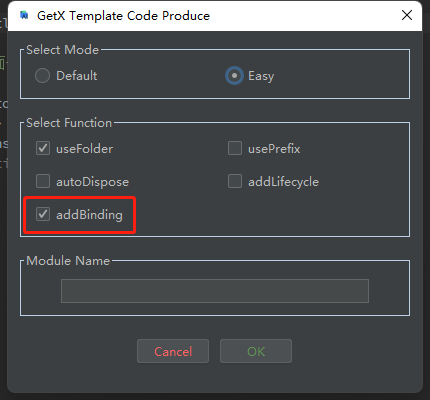 GetX Template Code Produce
Select Mode
Default Easy
Select Function
useFolder usePrefix
autoDispose addLifecycle
addBinding
Module Name
Cancel OK